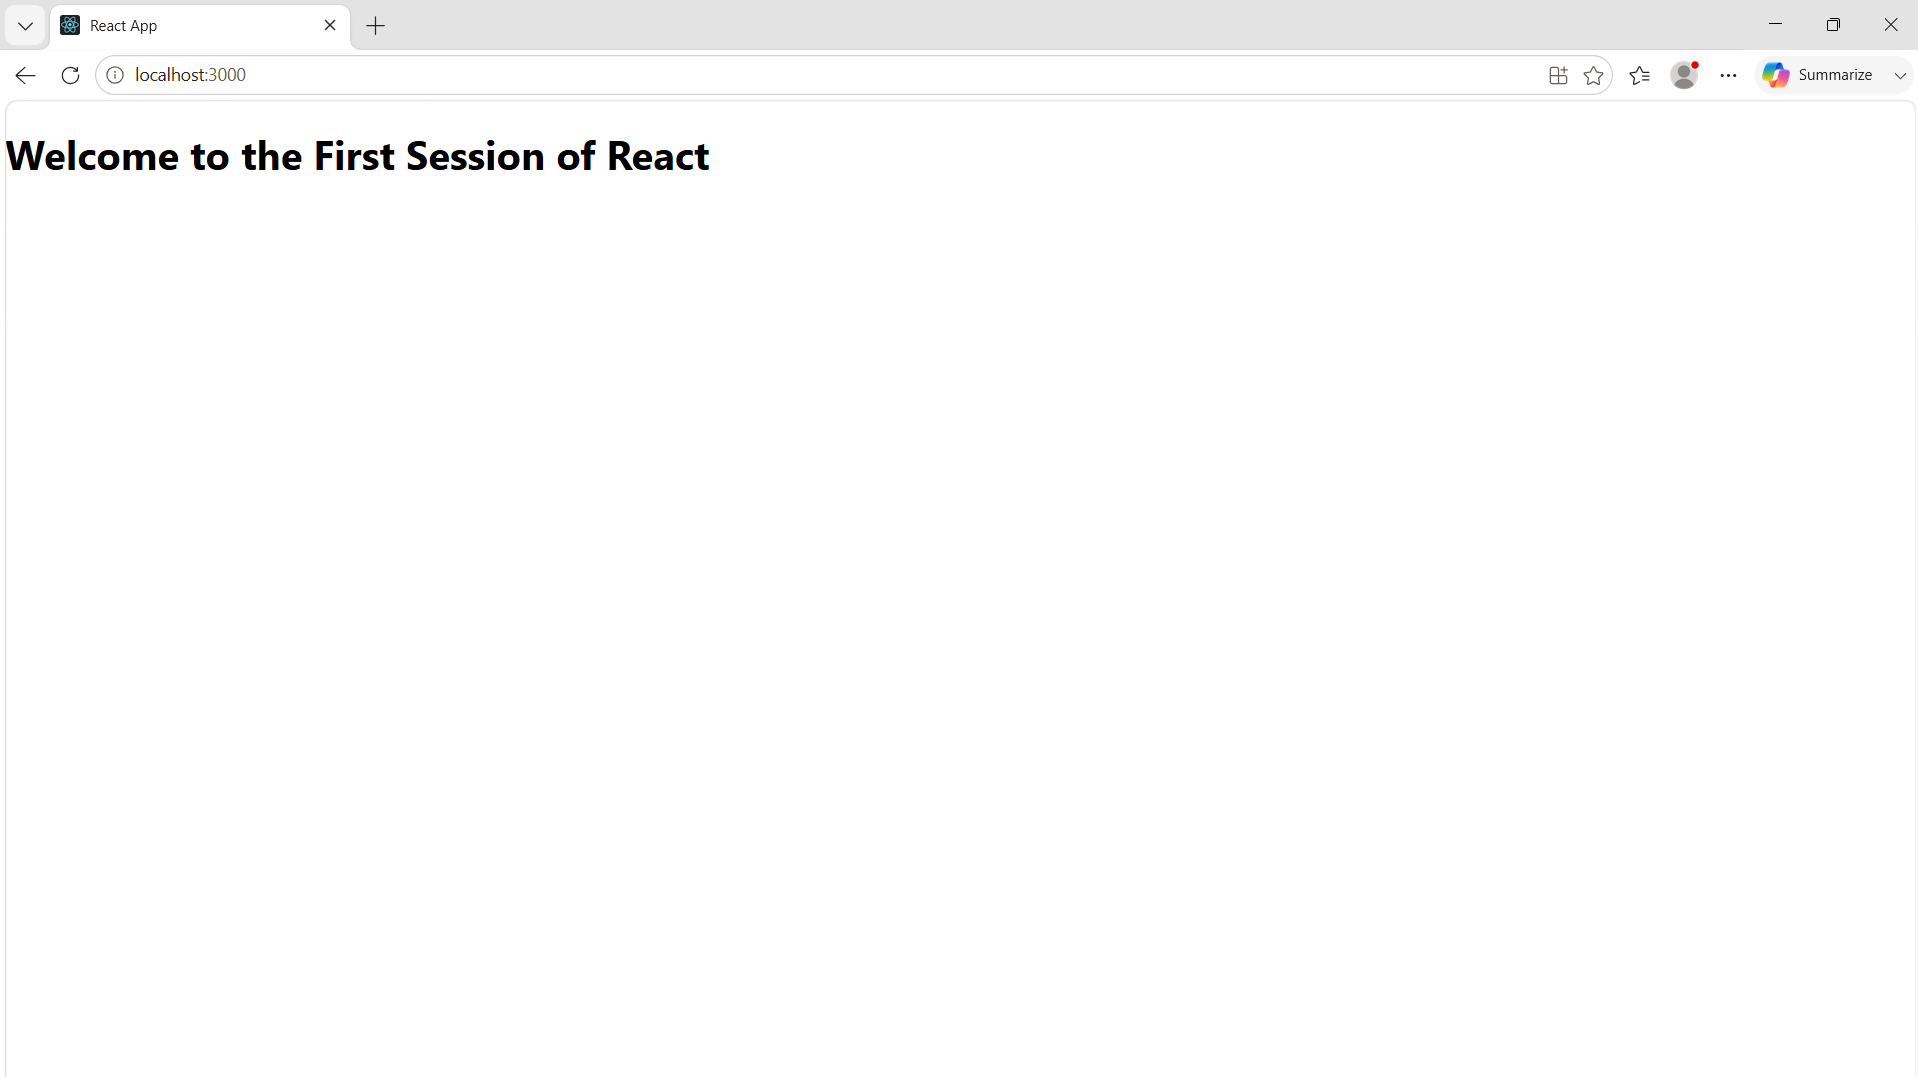 React App
localhost:3000
Summarize
Welcome to the First Session of React